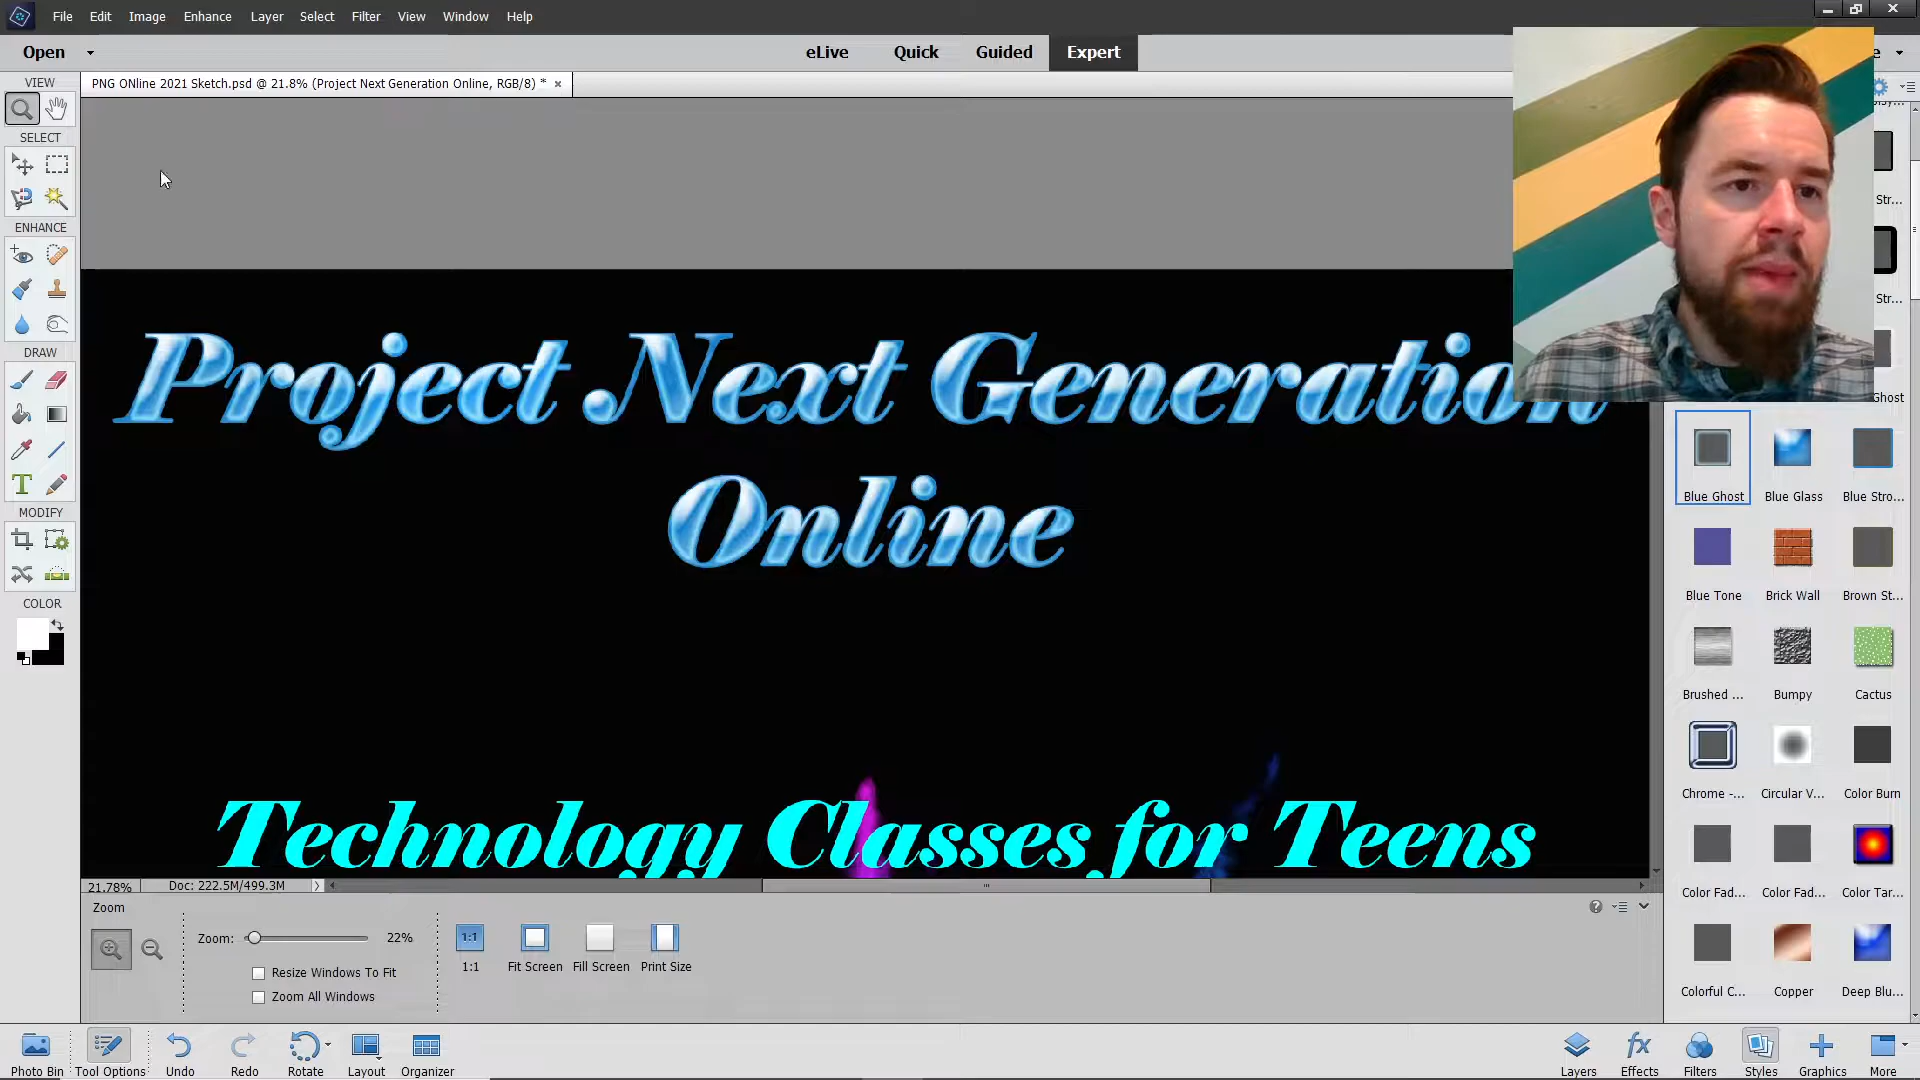 File Edit Image Enhance Layer Select Filter View Window Help
Open eLive Quick Guided Expert
VIEW
PNG ONline 2021 Sketch.psd @ 21.8% (Project Next Generation Online, RGB/8) * ×
SELECT
Str...
ENHANCE
Str...
Project Next Generation
DRAW
Ghost
Online
T
Blue Ghost Blue Glass Blue Stro...
MODIFY
Blue Tone Brick Wall Brown St...
COLOR
Brushed ... Bumpy Cactus
Chrome -... Circular V... Color Burn
Technology Classes for Teens
21.78% Doc: 222.5M/499.3M
Color Fad... Color Fad... Color Tar...
Zoom
Zoom: 22% 1:1
1:1 Fit Screen Fill Screen Print Size
Resize Windows To Fit
Zoom All Windows
Colorful C... Copper Deep Blu...
fx
Photo Bin Tool Options Undo Redo Rotate Layout Organizer Layers Effects Filters Styles Graphics More